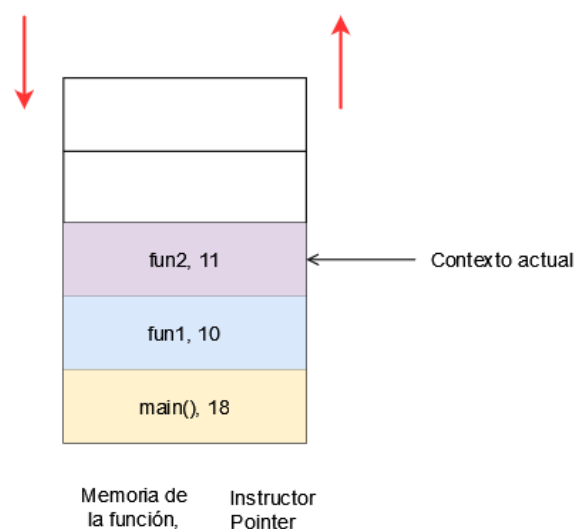 fun2, 11
Contexto actual
fun1, 10
main(), 18
Memoria de
la función,
Instructor
Pointer